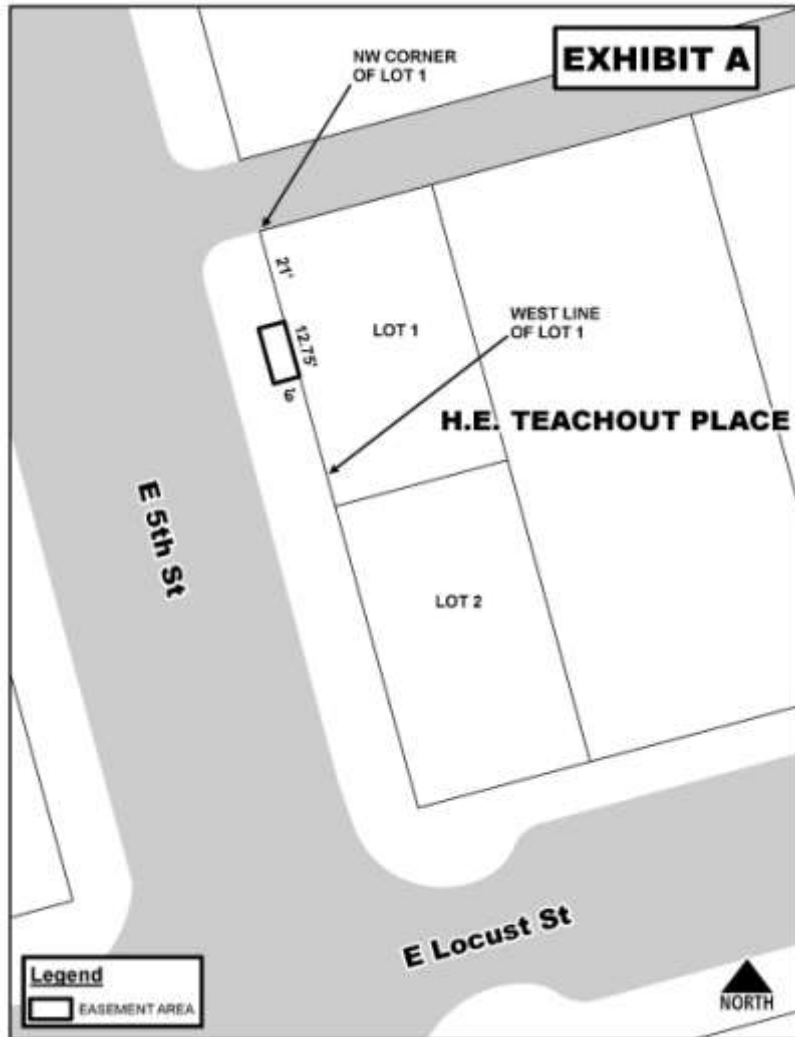 EXHIBIT A
NW CORNER
OF LOT 1
21'
12.75'
6'
LOT 1
WEST LINE
OF LOT 1
H.E. TEACHOUT PLACE
E 5th St
LOT 2
E Locust St
Legend
EASEMENT AREA
NORTH